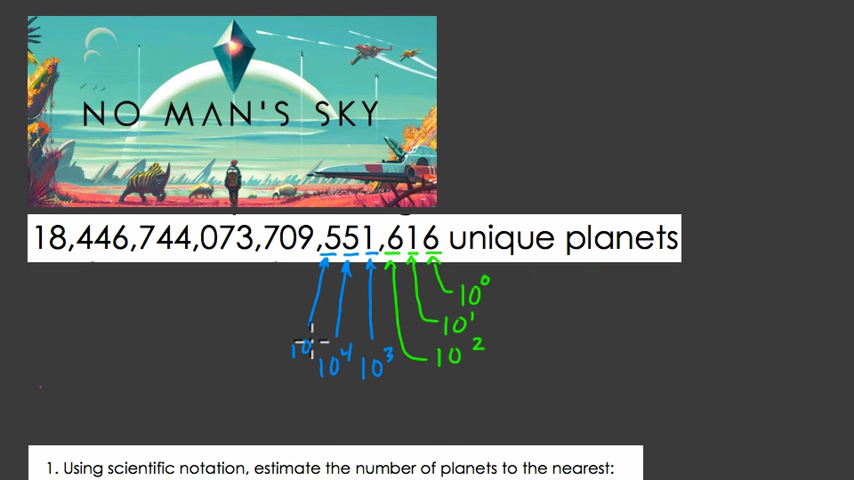 NO MAN'S SKY
18,446,744,073,709,551,616 unique planets
10⁰
10¹
10²
10 10⁴ 10³
1. Using scientific notation, estimate the number of planets to the nearest: